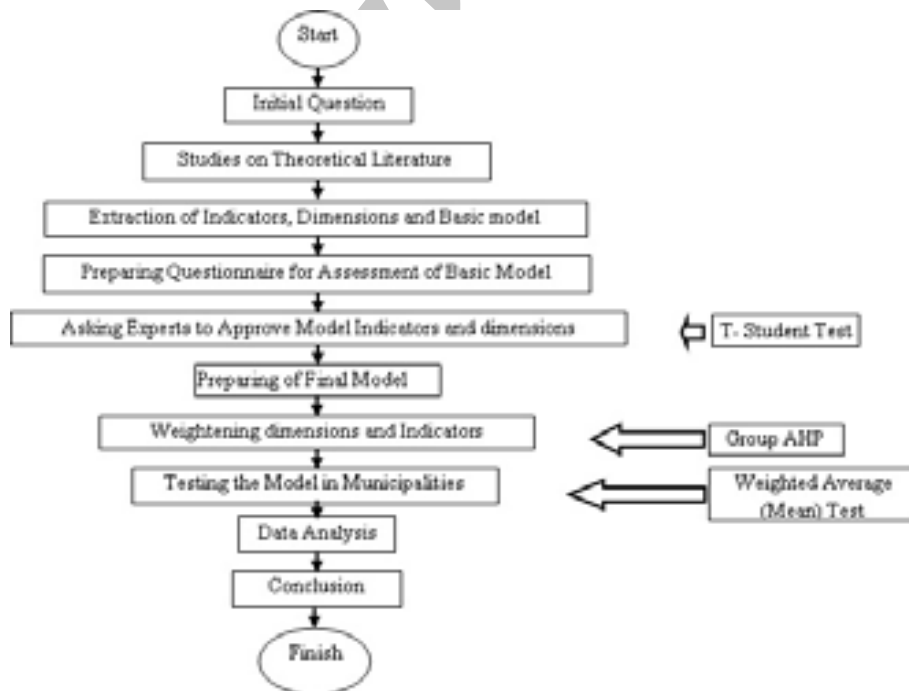 Start
Initial Question
Studies on Theoretical Literature
Extraction of Indicators, Dimensions and Basic model
Preparing Questionnaire for Assessment of Basic Model
Asking Experts to Approve Model Indicators and dimensions
T- Student Test
Preparing of Final Model
Weightening dimensions and Indicators
Group AHP
Testing the Model in Municipalities
Weighted Average
(Mean) Test
Data Analysis
Conclusion
Finish